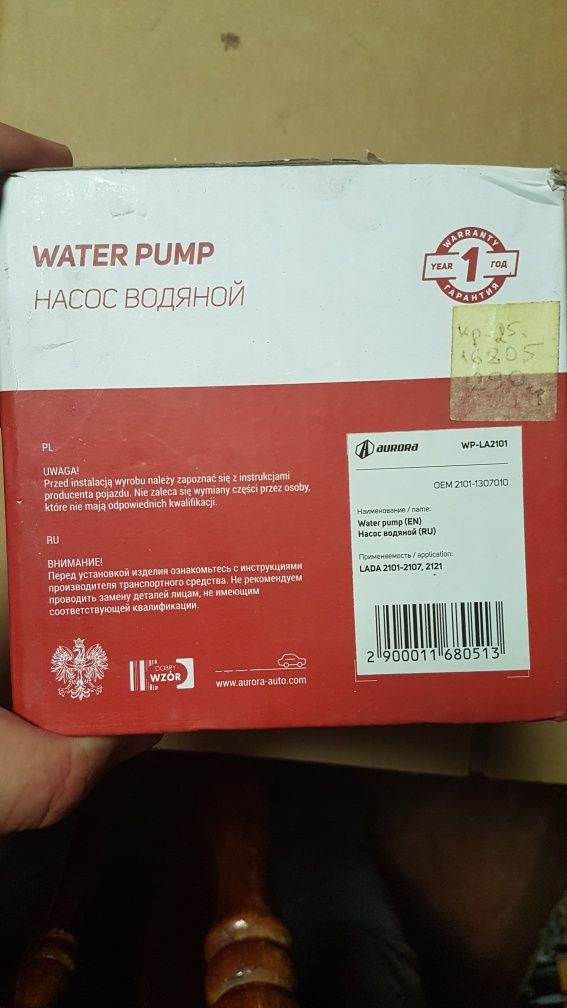 WATER PUMP
НАСОС ВОДЯНОЙ
WARRANTY
YEAR 1 ГОД
ГАРАНТИЯ
кр-25.
16205
PL
UWAGA!
Przed instalacją wyrobu należy zapoznać się z instrukcjami
producenta pojazdu. Nie zaleca się wymiany części przez osoby,
które nie mają odpowiednich kwalifikacji.
RU
ВНИМАНИЕ!
Перед установкой изделия ознакомьтесь с инструкциями
производителя транспортного средства. Не рекомендуем
проводить замену деталей лицам, не имеющим
соответствующей квалификации.
DOBRY
WZÓR
www.aurora-auto.com
AURORA WP-LA2101
OEM 2101-1307010
Наименование / name:
Water pump (EN)
Насос водяной (RU)
Применяемость / application:
LADA 2101-2107, 2121
2 900011 680513